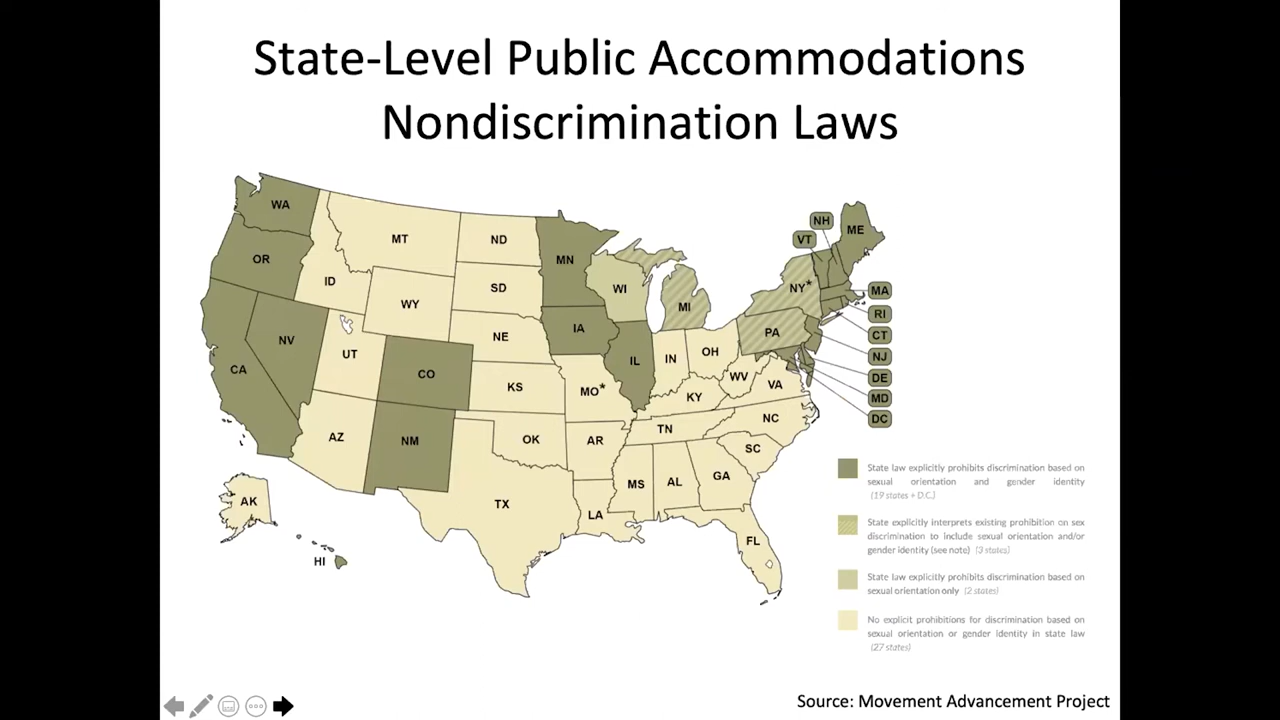 State-Level Public Accommodations
Nondiscrimination Laws
WA
OR
CA
NV
ID
MT
WY
UT
CO
AZ
NM
ND
SD
NE
KS
OK
TX
MN
IA
MO*
AR
LA
WI
IL
MI
IN
OH
KY
TN
MS
AL
GA
FL
SC
NC
VA
WV
PA
NY*
VT
NH
ME
MA
RI
CT
NJ
DE
MD
DC
AK
HI
State law explicitly prohibits discrimination based on
sexual orientation and gender identity
(19 states + D.C.)
State explicitly interprets existing prohibition on sex
discrimination to include sexual orientation and/or
gender identity (see note) (3 states)
State law explicitly prohibits discrimination based on
sexual orientation only (2 states)
No explicit prohibitions for discrimination based on
sexual orientation or gender identity in state law
(27 states)
Source: Movement Advancement Project